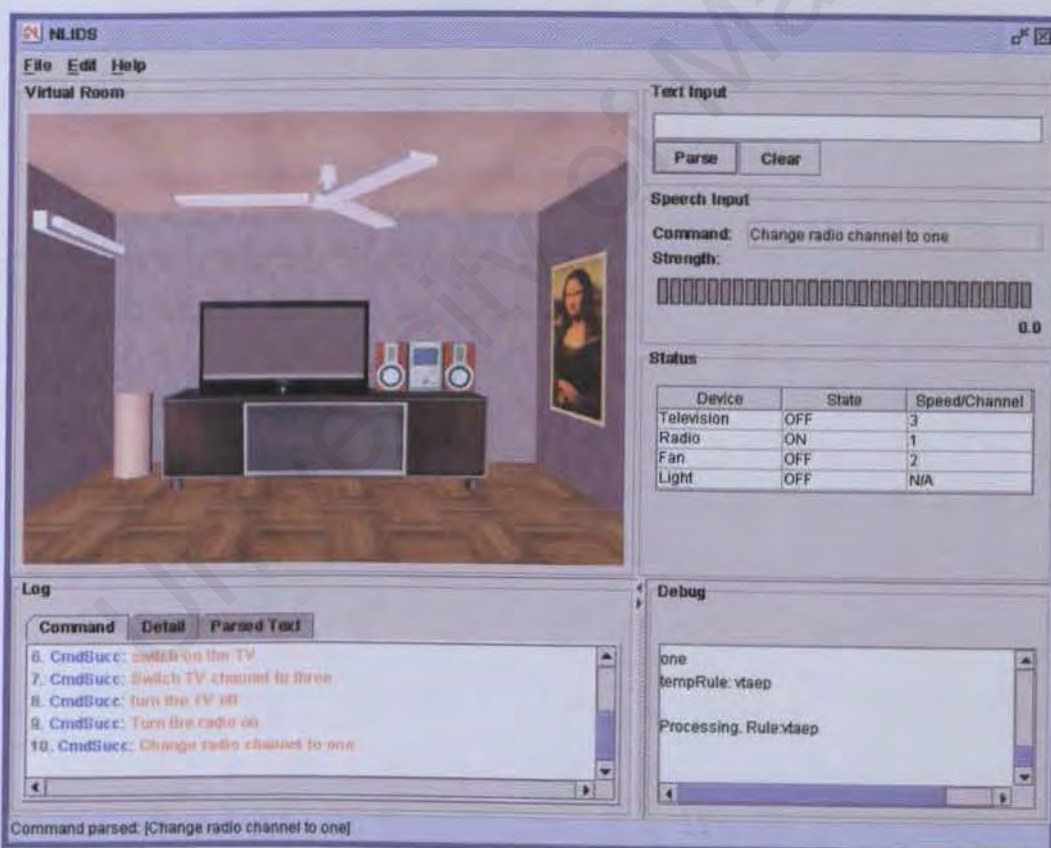 NLIDS
File Edit Help
Virtual Room
Text Input
Parse Clear
Speech Input
Command: Change radio channel to one
Strength:
0.0
Status
Device State Speed/Channel
Television OFF 3
Radio ON 1
Fan OFF 2
Light OFF N/A
Log
Command Detail Parsed Text
6. CmdSucc: switch on the TV
7. CmdSucc: Switch TV channel to three
8. CmdSucc: turn the TV off
9. CmdSucc: Turn the radio on
10. CmdSucc: Change radio channel to one
Debug
one
tempRule: vtaep
Processing. Rule:vtaep
Command parsed: [Change radio channel to one]